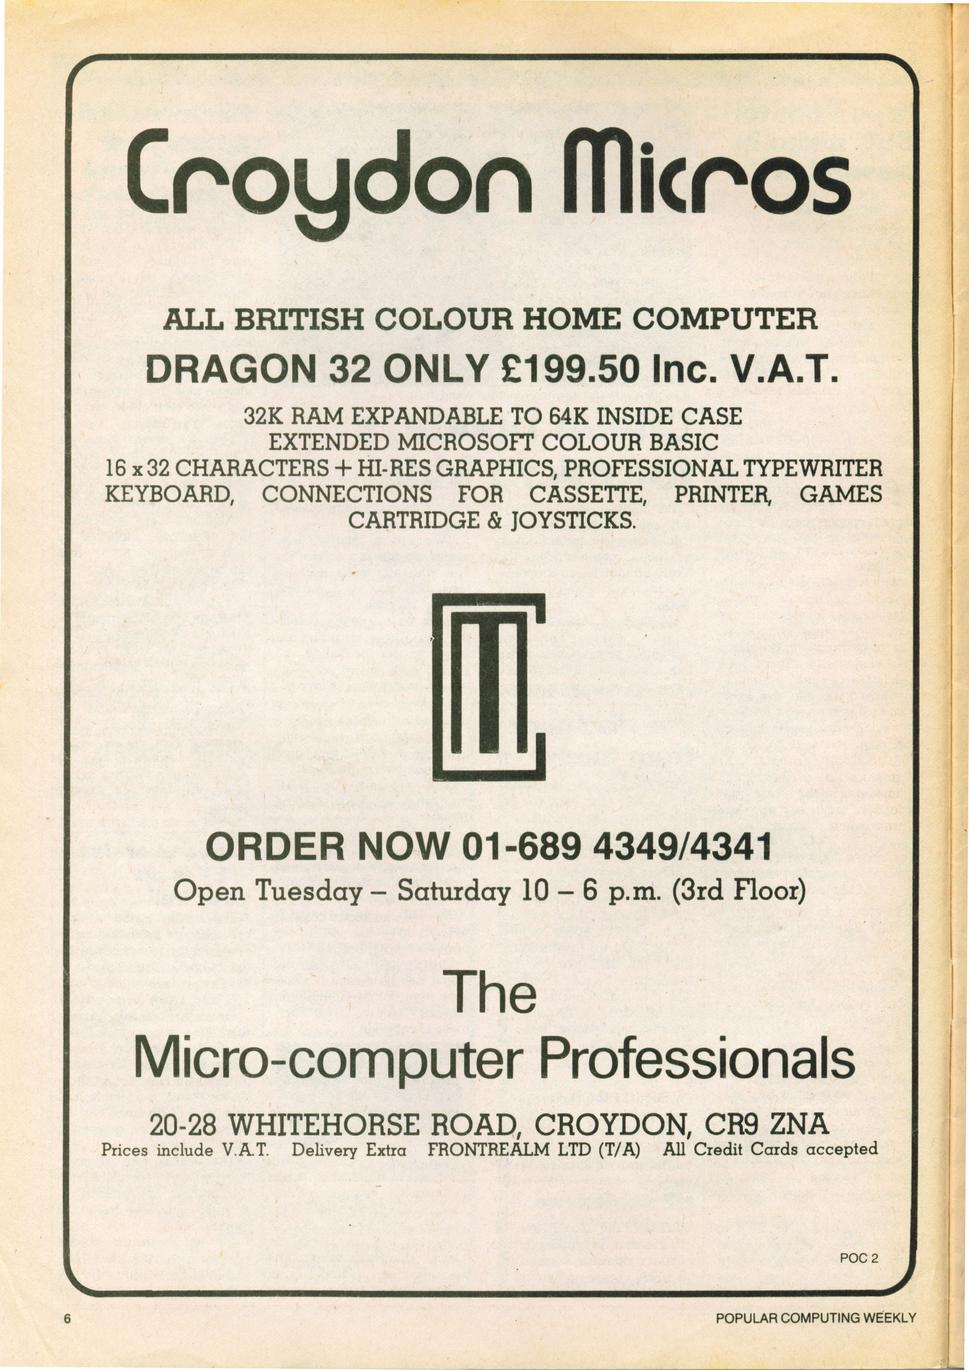 Croydon Micros
ALL BRITISH COLOUR HOME COMPUTER
DRAGON 32 ONLY £199.50 Inc. V.A.T.
32K RAM EXPANDABLE TO 64K INSIDE CASE
EXTENDED MICROSOFT COLOUR BASIC
16 x 32 CHARACTERS + HI-RES GRAPHICS, PROFESSIONAL TYPEWRITER
KEYBOARD, CONNECTIONS FOR CASSETTE, PRINTER, GAMES
CARTRIDGE & JOYSTICKS.
ORDER NOW 01-689 4349/4341
Open Tuesday – Saturday 10 – 6 p.m. (3rd Floor)
The
Micro-computer Professionals
20-28 WHITEHORSE ROAD, CROYDON, CR9 ZNA
Prices include V.A.T. Delivery Extra FRONTREALM LTD (T/A) All Credit Cards accepted
POC 2
6 POPULAR COMPUTING WEEKLY